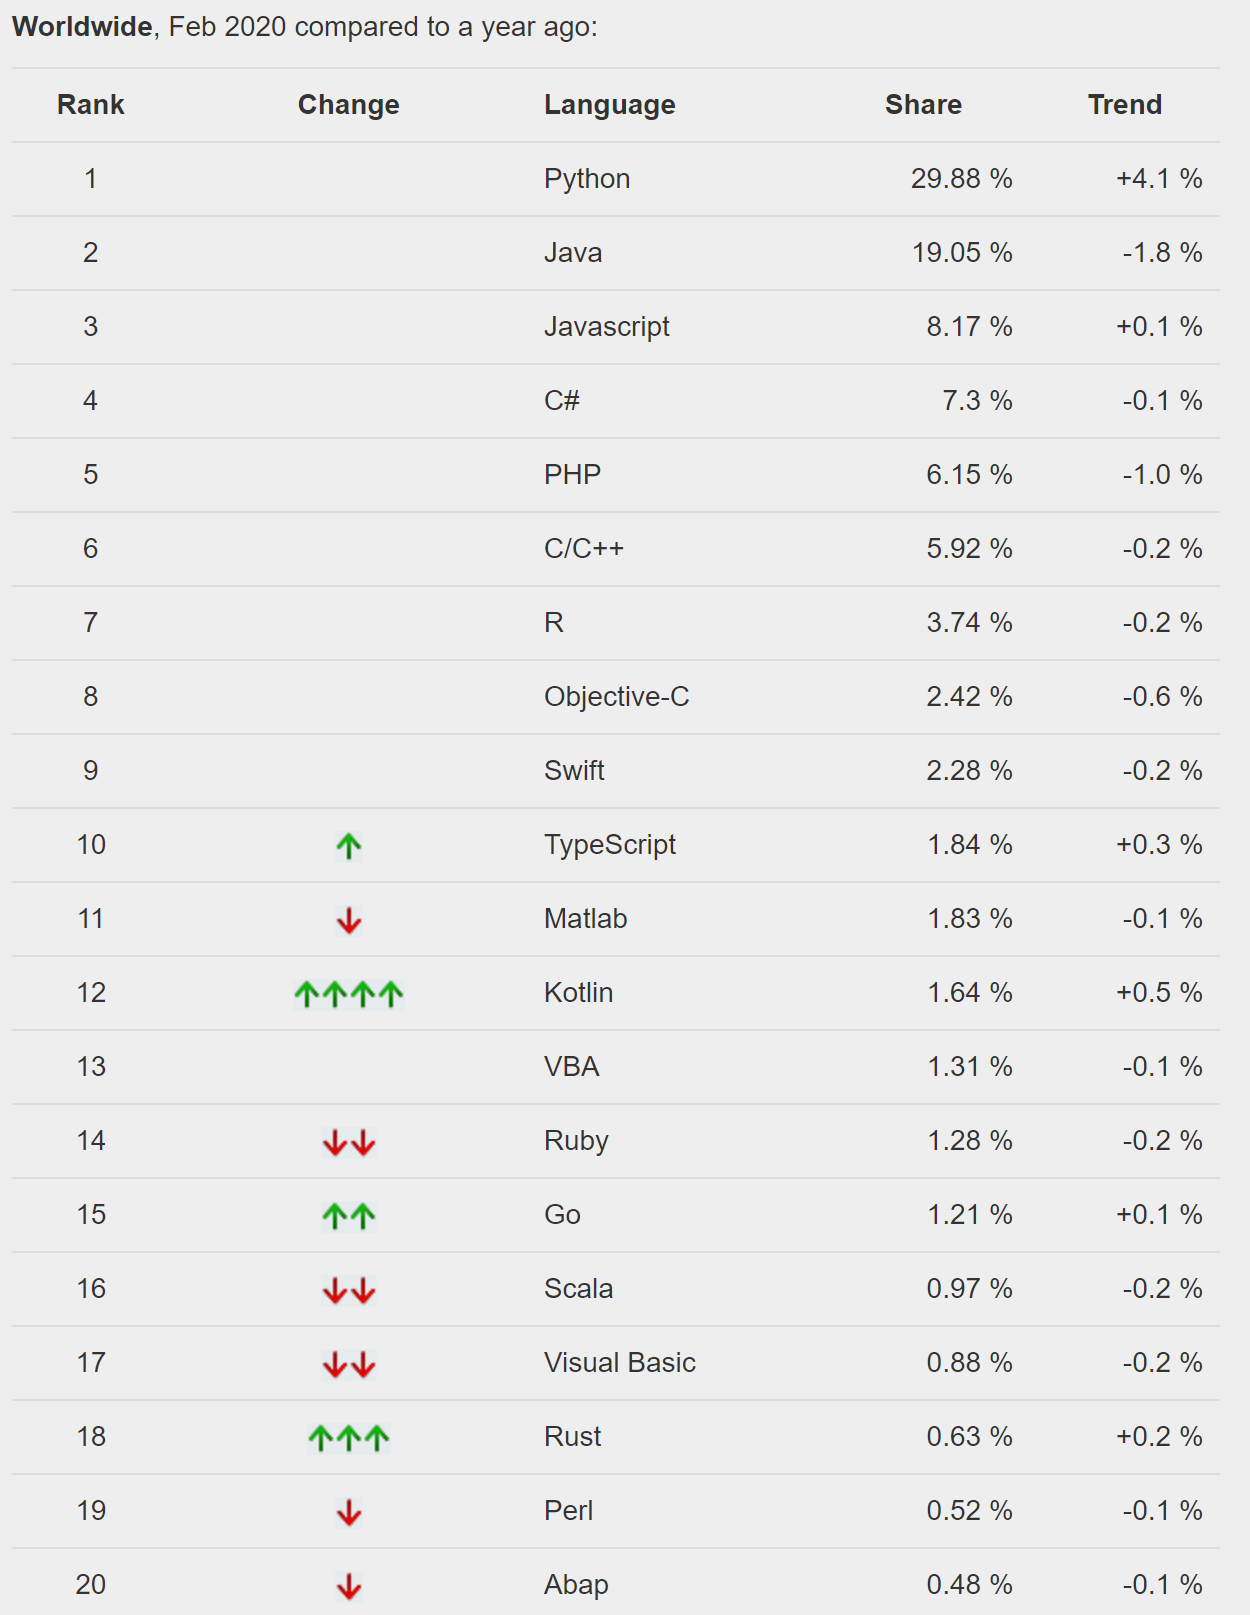 Worldwide, Feb 2020 compared to a year ago:
Rank Change Language Share Trend
1 Python 29.88 % +4.1 %
2 Java 19.05 % -1.8 %
3 Javascript 8.17 % +0.1 %
4 C# 7.3 % -0.1 %
5 PHP 6.15 % -1.0 %
6 C/C++ 5.92 % -0.2 %
7 R 3.74 % -0.2 %
8 Objective-C 2.42 % -0.6 %
9 Swift 2.28 % -0.2 %
10 ↑ TypeScript 1.84 % +0.3 %
11 ↓ Matlab 1.83 % -0.1 %
12 ↑↑↑↑ Kotlin 1.64 % +0.5 %
13 VBA 1.31 % -0.1 %
14 ↓↓ Ruby 1.28 % -0.2 %
15 ↑↑ Go 1.21 % +0.1 %
16 ↓↓ Scala 0.97 % -0.2 %
17 ↓↓ Visual Basic 0.88 % -0.2 %
18 ↑↑↑ Rust 0.63 % +0.2 %
19 ↓ Perl 0.52 % -0.1 %
20 ↓ Abap 0.48 % -0.1 %